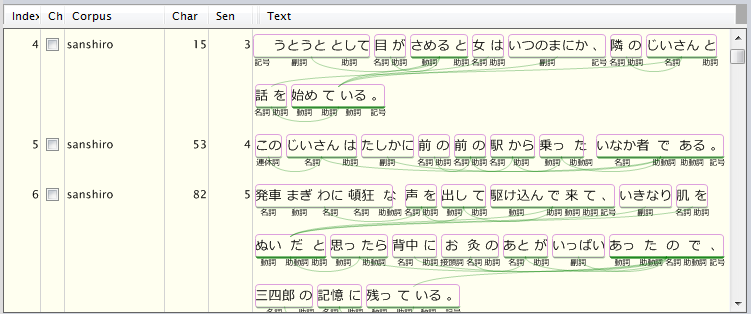 Index Ch Corpus Char Sen Text
4 sanshiro 15 3 うとうととして 目が さめると 女は いつのまにか、 隣の じいさんと
記号 副詞 助詞 名詞 助詞 動詞 助詞 名詞 助詞 副詞 記号 名詞 助詞 名詞 助詞
話を 始めている。
名詞 助詞 動詞 助詞 動詞 記号
5 sanshiro 53 4 この じいさんは たしかに 前の 前の 駅から 乗った いなか者である。
連体詞 名詞 助詞 副詞 名詞 助詞 名詞 助詞 名詞 助詞 動詞 助動詞 名詞 助動詞 助動詞 記号
6 sanshiro 82 5 発車まぎわに頓狂な 声を 出して 駆け込んで来て、 いきなり 肌を
名詞 名詞 助詞 名詞 助動詞 名詞 助詞 動詞 助詞 動詞 助詞 動詞 助詞 記号 副詞 名詞 助詞
ぬいだと 思ったら 背中に お灸の あとが いっぱい あったので、
動詞 助動詞 助詞 動詞 助動詞 名詞 助詞 接頭詞 名詞 助詞 名詞 助詞 副詞 動詞 助動詞 名詞 助動詞 記号
三四郎の 記憶に 残っている。
名詞 助詞 名詞 助詞 動詞 助詞 動詞 記号